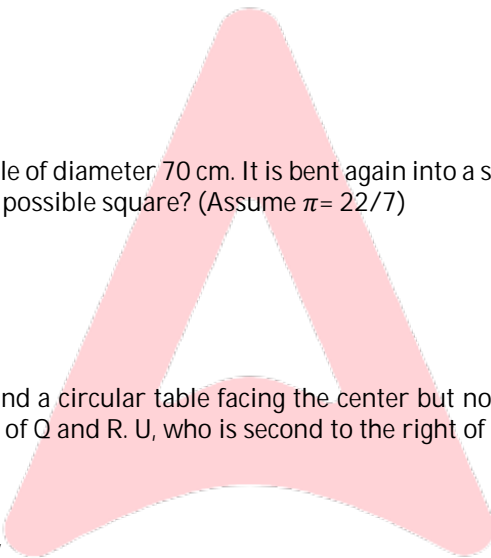 le of diameter 70 cm. It is bent again into a s
possible square? (Assume π= 22/7)
nd a circular table facing the center but no
of Q and R. U, who is second to the right of